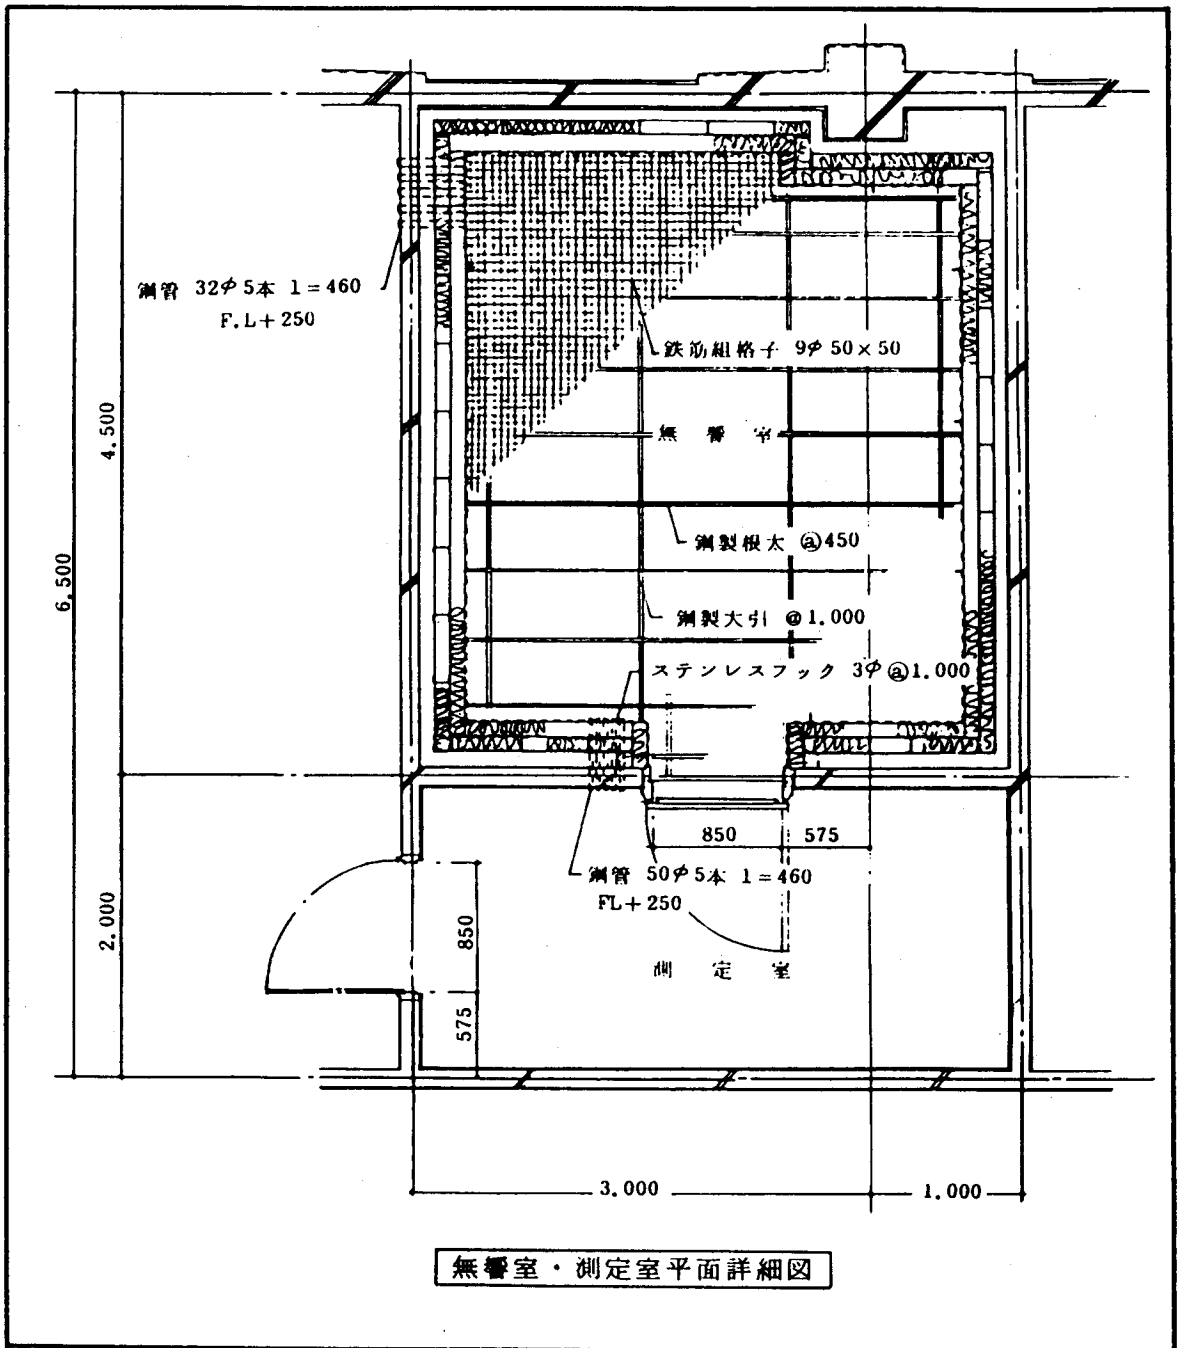 鋼管 32φ 5本 1=460
F.L+250
鉄筋組格子 9φ 50×50
4.500
無響室
6.500
鋼製根太 @450
鋼製大引 @1.000
ステンレスフック 3φ @1.000
850
575
鋼管 50φ 5本 1=460
FL+250
2.000
850
測定室
575
3.000
1.000
無響室・測定室平面詳細図